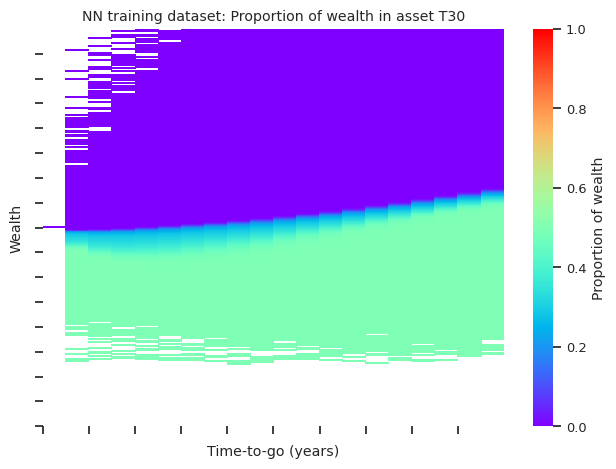 NN training dataset: Proportion of wealth in asset T30
Wealth
Time-to-go (years)
1.0
0.8
0.6
0.4
0.2
0.0
Proportion of wealth